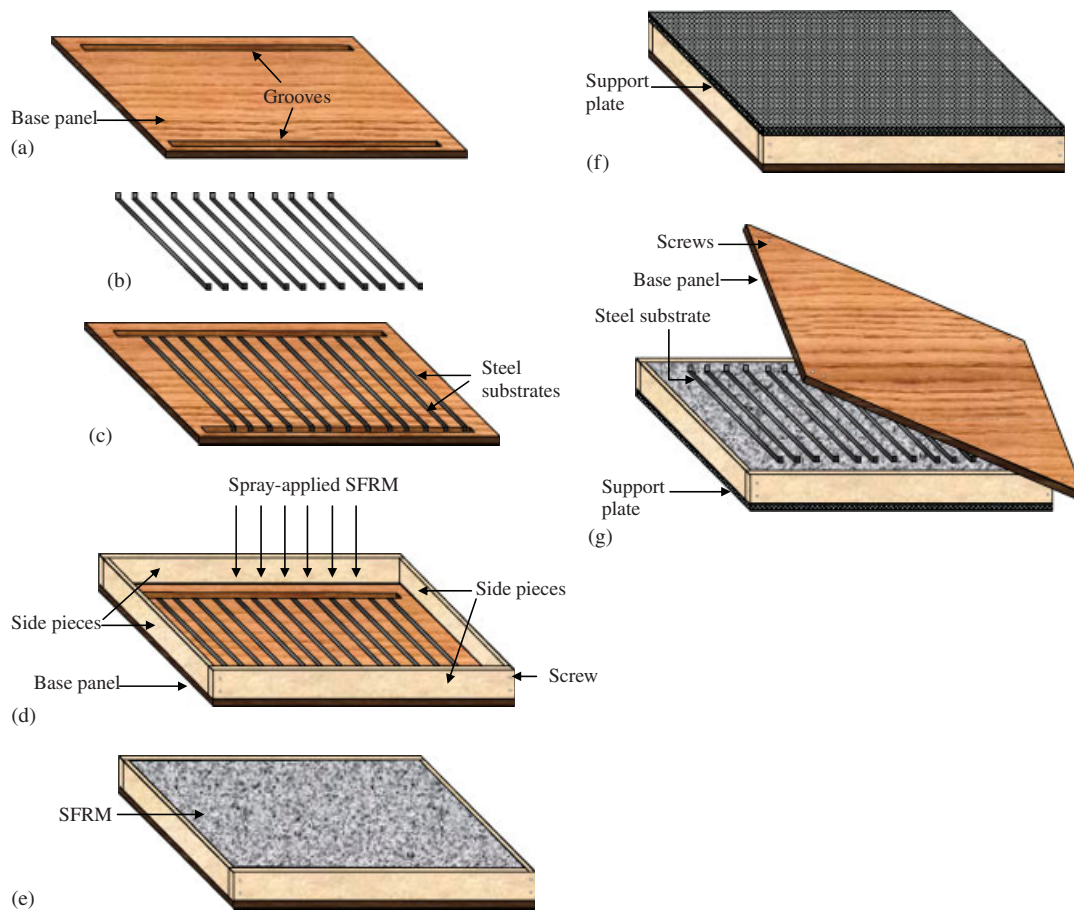 Grooves
Base panel
(a)
(b)
Steel
substrates
(c)
Spray-applied SFRM
Side pieces
Side pieces
Base panel
Screw
(d)
SFRM
(e)
Support
plate
(f)
Screws
Base panel
Steel substrate
Support
plate
(g)